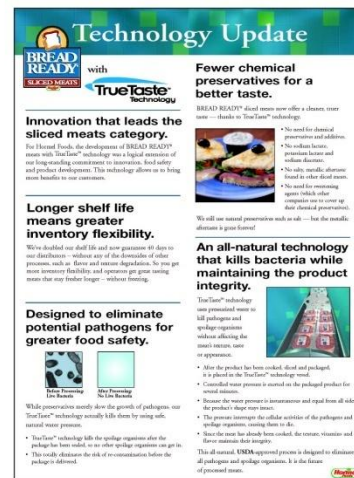 Technology Update
BREAD
READY
SLICED MEATS
with
TrueTaste™
Technology
Innovation that leads the
sliced meats category.
For Hormel Foods, the development of BREAD READY®
meats with TrueTaste™ technology was a logical extension of
our long-standing commitment to innovation, food safety
and product development. This technology allows us to bring
more benefits to our customers.
Longer shelf life
means greater
inventory flexibility.
We've doubled our shelf life and now guarantee 40 days to
our distributors – without any of the downsides of other
processes, such as flavor and texture degradation. So you get
more inventory flexibility, and operators get great tasting
meats that stay fresher longer – without freezing.
Designed to eliminate
potential pathogens for
greater food safety.
Before Processing:
Live Bacteria
After Processing:
No Live Bacteria
While preservatives merely slow the growth of pathogens, our
TrueTaste™ technology actually kills them by using safe,
natural water pressure.
• TrueTaste™ technology kills the spoilage organisms after the
package has been sealed, so no other spoilage organisms can get in.
• This totally eliminates the risk of re-contamination before the
package is delivered.
Fewer chemical
preservatives for a
better taste.
BREAD READY® sliced meats now offer a cleaner, truer
taste — thanks to TrueTaste™ technology.
• No need for chemical
preservatives and additives.
• No sodium lactate,
potassium lactate and
sodium diacetate.
• No salty, metallic aftertaste
found in other sliced meats.
• No need for sweetening
agents (which other
companies use to cover up
their chemical preservatives).
We still use natural preservatives such as salt — but the metallic
aftertaste is gone forever!
An all-natural technology
that kills bacteria while
maintaining the product
integrity.
TrueTaste™ technology
uses pressurized water to
kill pathogens and
spoilage organisms
without affecting the
meat's texture, taste
or appearance.
• After the product has been cooked, sliced and packaged,
it is placed in the TrueTaste™ technology vessel.
• Controlled water pressure is exerted on the packaged product for
several minutes.
• Because the water pressure is instantaneous and equal from all sides,
the product's shape stays intact.
• The pressure interrupts the cellular activities of the pathogens and
spoilage organisms, causing them to die.
• Since the meat has already been cooked, the texture, vitamins and
flavor maintain their integrity.
This all-natural, USDA-approved process is designed to eliminate
all pathogens and spoilage organisms. It is the future
of processed meats.
Hormel